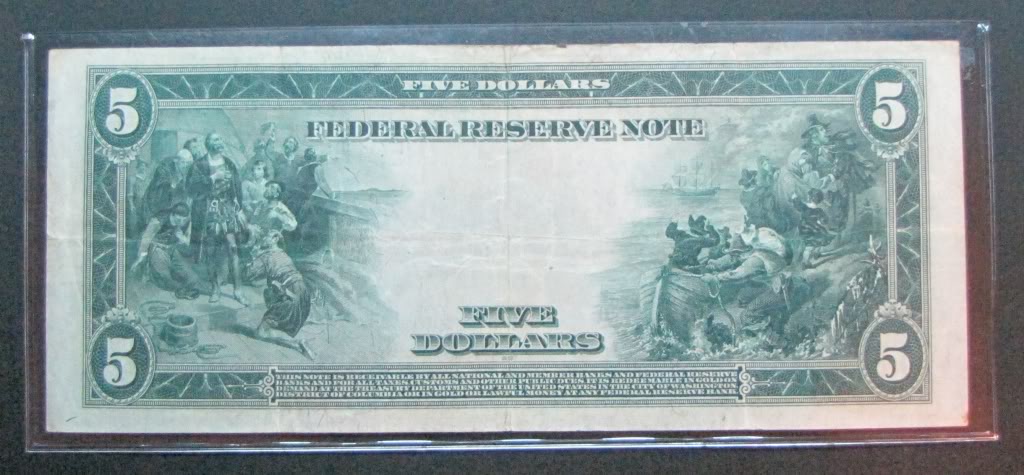 FIVE DOLLARS
5
5
FEDERAL RESERVE NOTE
FIVE
DOLLARS
5
5
THIS NOTE IS RECEIVABLE BY ALL NATIONAL AND MEMBER BANKS AND FEDERAL RESERVE
BANKS AND FOR ALL TAXES, CUSTOMS AND OTHER PUBLIC DUES. IT IS REDEEMABLE IN GOLD ON
DEMAND AT THE TREASURY DEPARTMENT OF THE UNITED STATES IN THE CITY OF WASHINGTON,
DISTRICT OF COLUMBIA OR IN GOLD OR LAWFUL MONEY AT ANY FEDERAL RESERVE BANK.